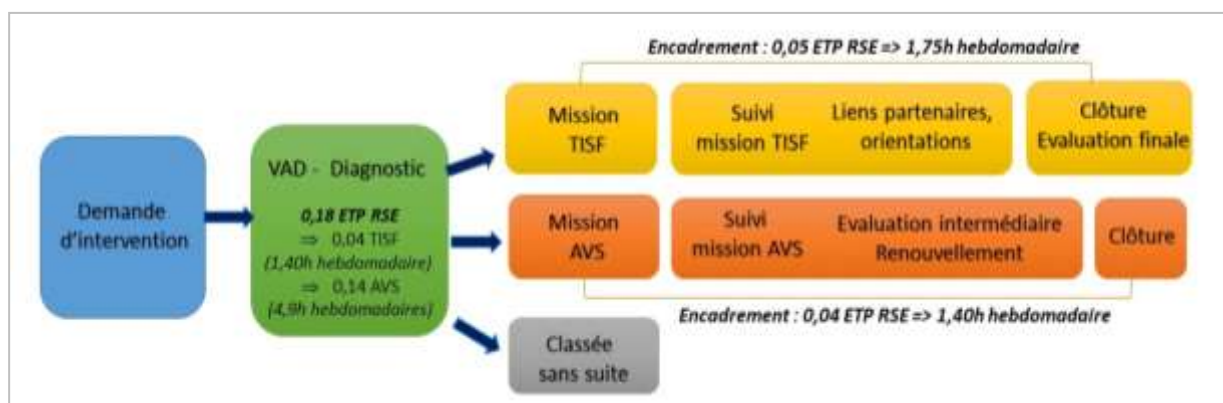 Encadrement : 0,05 ETP RSE => 1,75h hebdomadaire
Demande
d'intervention
VAD - Diagnostic
0,18 ETP RSE
⇒ 0,04 TISF
(1,40h hebdomadaire)
⇒ 0,14 AVS
(4,9h hebdomadaires)
Mission
TISF
Suivi
mission TISF
Liens partenaires,
orientations
Clôture
Evaluation finale
Mission
AVS
Suivi
mission AVS
Evaluation intermédiaire
Renouvellement
Clôture
Encadrement : 0,04 ETP RSE => 1,40h hebdomadaire
Classée
sans suite